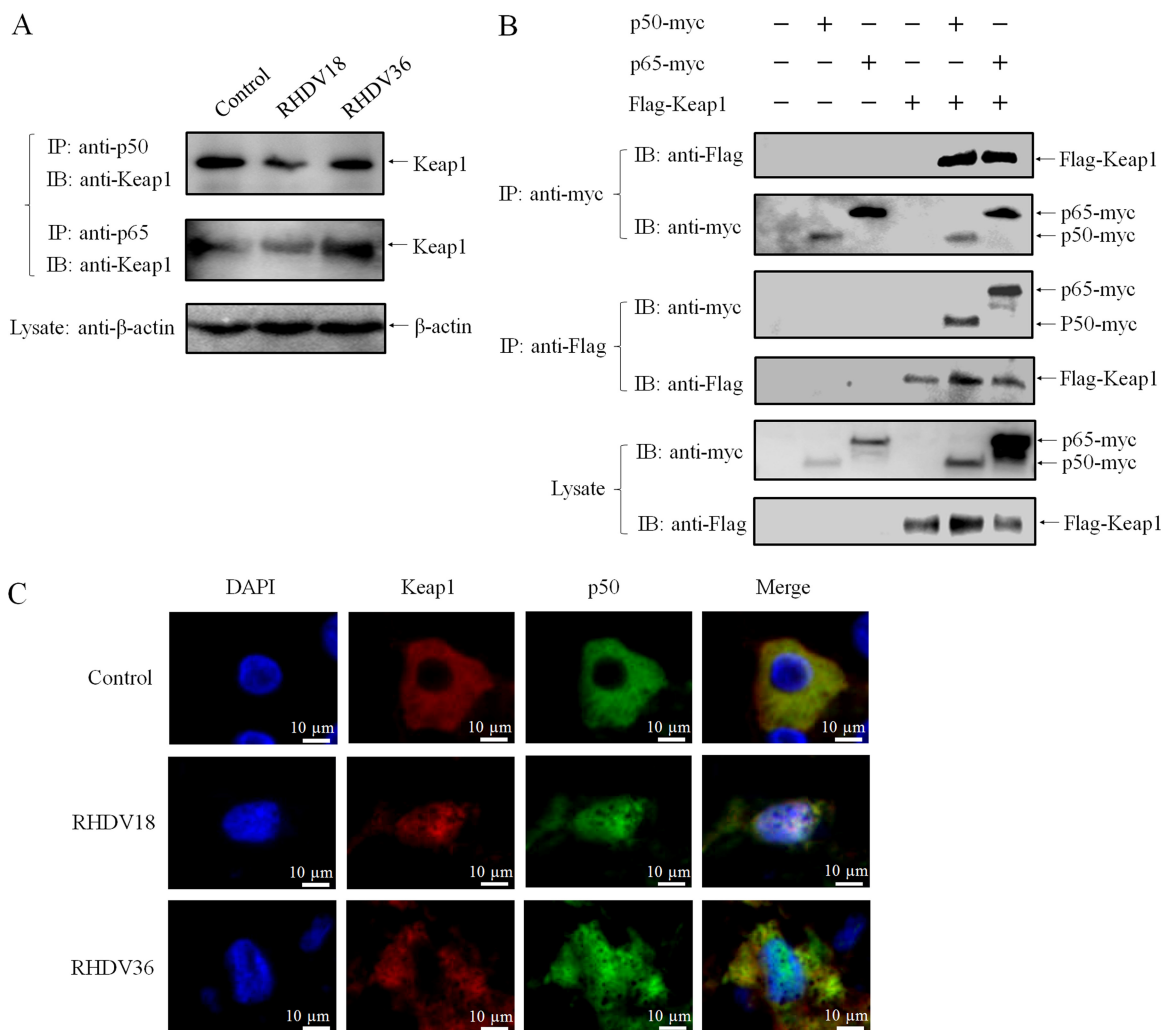 A
Control
RHDV18
RHDV36
IP: anti-p50
IB: anti-Keap1
Keap1
IP: anti-p65
IB: anti-Keap1
Keap1
Lysate: anti-β-actin
β-actin
B
p50-myc − + − − + −
p65-myc − − + − − +
Flag-Keap1 − − − + + +
IP: anti-myc
IB: anti-Flag
Flag-Keap1
IB: anti-myc
p65-myc
p50-myc
IP: anti-Flag
IB: anti-myc
p65-myc
P50-myc
IB: anti-Flag
Flag-Keap1
Lysate
IB: anti-myc
p65-myc
p50-myc
IB: anti-Flag
Flag-Keap1
C
DAPI Keap1 p50 Merge
Control
10 µm 10 µm 10 µm 10 µm
RHDV18
10 µm 10 µm 10 µm 10 µm
RHDV36
10 µm 10 µm 10 µm 10 µm